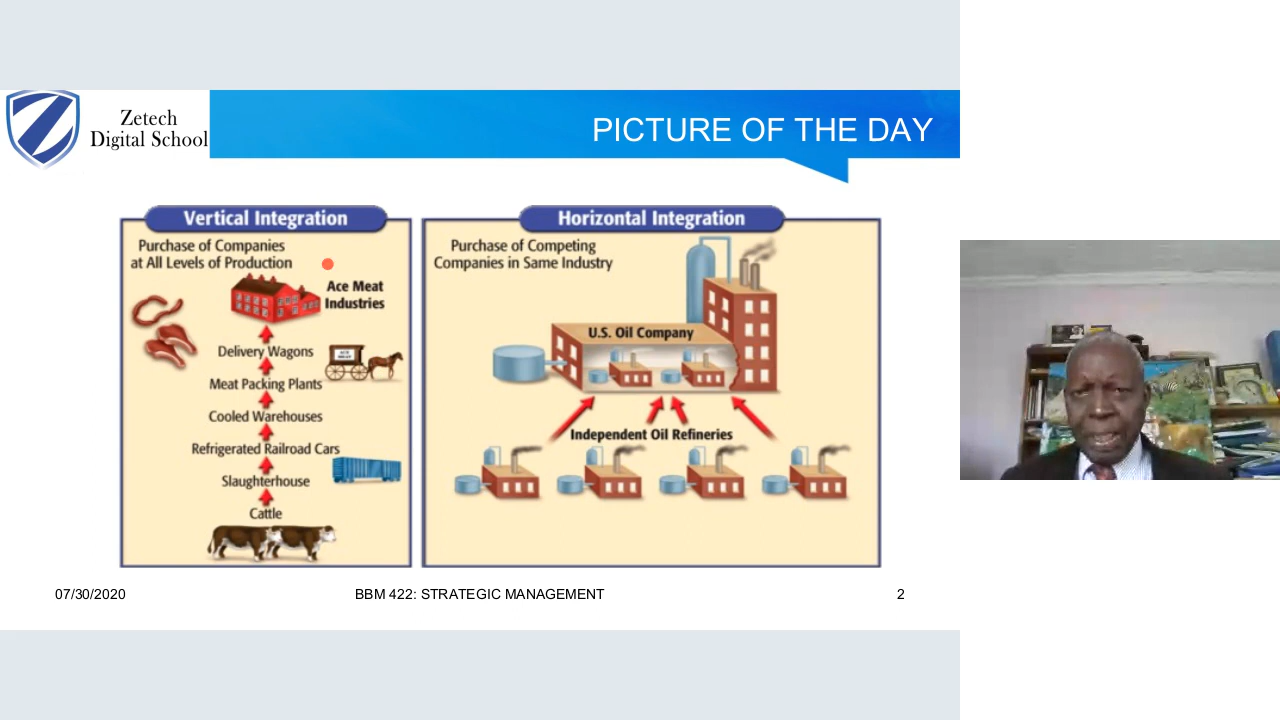 Zetech
Digital School
PICTURE OF THE DAY
Vertical Integration
Purchase of Companies
at All Levels of Production
Ace Meat
Industries
Delivery Wagons
Meat Packing Plants
Cooled Warehouses
Refrigerated Railroad Cars
Slaughterhouse
Cattle
Horizontal Integration
Purchase of Competing
Companies in Same Industry
U.S. Oil Company
Independent Oil Refineries
07/30/2020
BBM 422: STRATEGIC MANAGEMENT
2